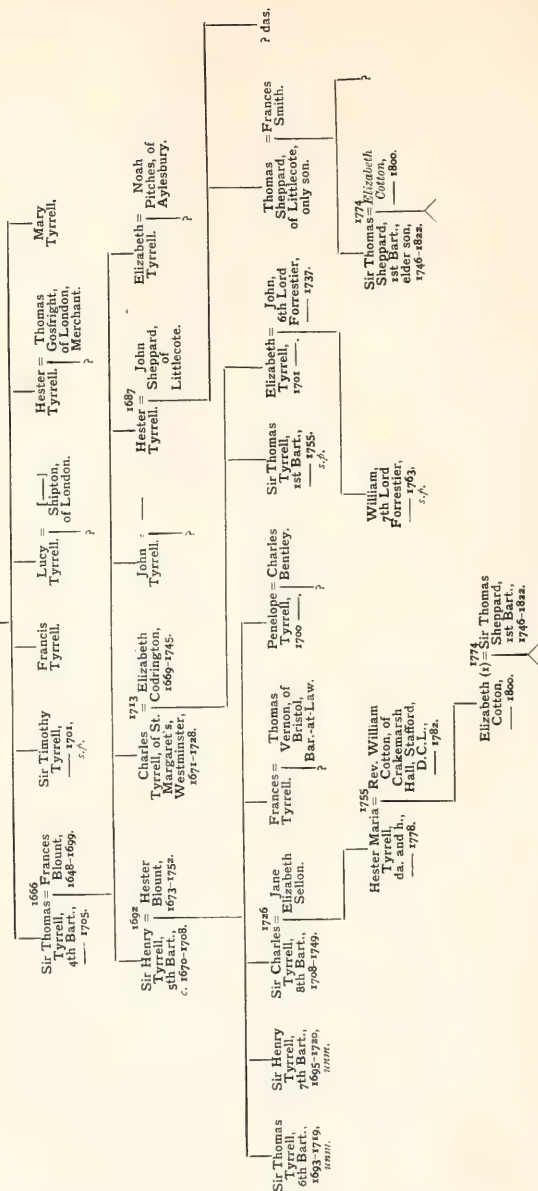 1666
Sir Thomas = Frances
Tyrrell, Blount,
4th Bart., 1648–1699.
—— 1705.
Sir Timothy
Tyrrell,
—— 1701,
s.p.
Francis
Tyrrell.
Lucy = [——]
Tyrrell. Shipton,
of London.
?
Hester = Thomas
Tyrrell. Gosfright,
of London,
Merchant.
?
Mary
Tyrrell.
1692
Sir Henry = Hester
Tyrrell, Blount,
5th Bart., 1673–1752.
c. 1670–1708.
1713
Charles = Elizabeth
Tyrrell, of St. Codrington,
Margaret's, 1669–1745.
Westminster,
1671–1728.
John = ——
Tyrrell.
?
1687
Hester = John
Tyrrell. Sheppard,
of
Littlecote.
Elizabeth = Noah
Tyrrell. Pitches, of
Aylesbury.
?
Sir Thomas
Tyrrell,
6th Bart.,
1693–1719,
unm.
Sir Henry
Tyrrell,
7th Bart.,
1695–1720,
unm.
1726
Sir Charles = Jane
Tyrrell, Elizabeth
8th Bart., Sellon.
1708–1749.
Frances = Thomas
Tyrrell. Vernon, of
Bristol,
Bar.-at-Law.
?
Penelope = Charles
Tyrrell, Bentley.
1700 ——.
?
Sir Thomas
Tyrrell,
1st Bart.,
—— 1755.
s.p.
Elizabeth = John,
Tyrrell, 6th Lord
1701 ——. Forrestier,
—— 1737.
Thomas = Frances
Sheppard, Smith.
of Littlecote,
only son.
? das.
1755
Hester Maria = Rev. William
Tyrrell, Cotton, of
da. and h., Crakemarsh
—— 1778. Hall, Stafford,
D.C.L.,
—— 1782.
William,
7th Lord
Forrestier,
—— 1763,
s.p.
1774
Sir Thomas = Elizabeth
Sheppard, Cotton,
1st Bart., —— 1800.
elder son,
1746–1822.
?
1774
Elizabeth (1) = Sir Thomas
Cotton, Sheppard,
—— 1800. 1st Bart.,
1746–1822.